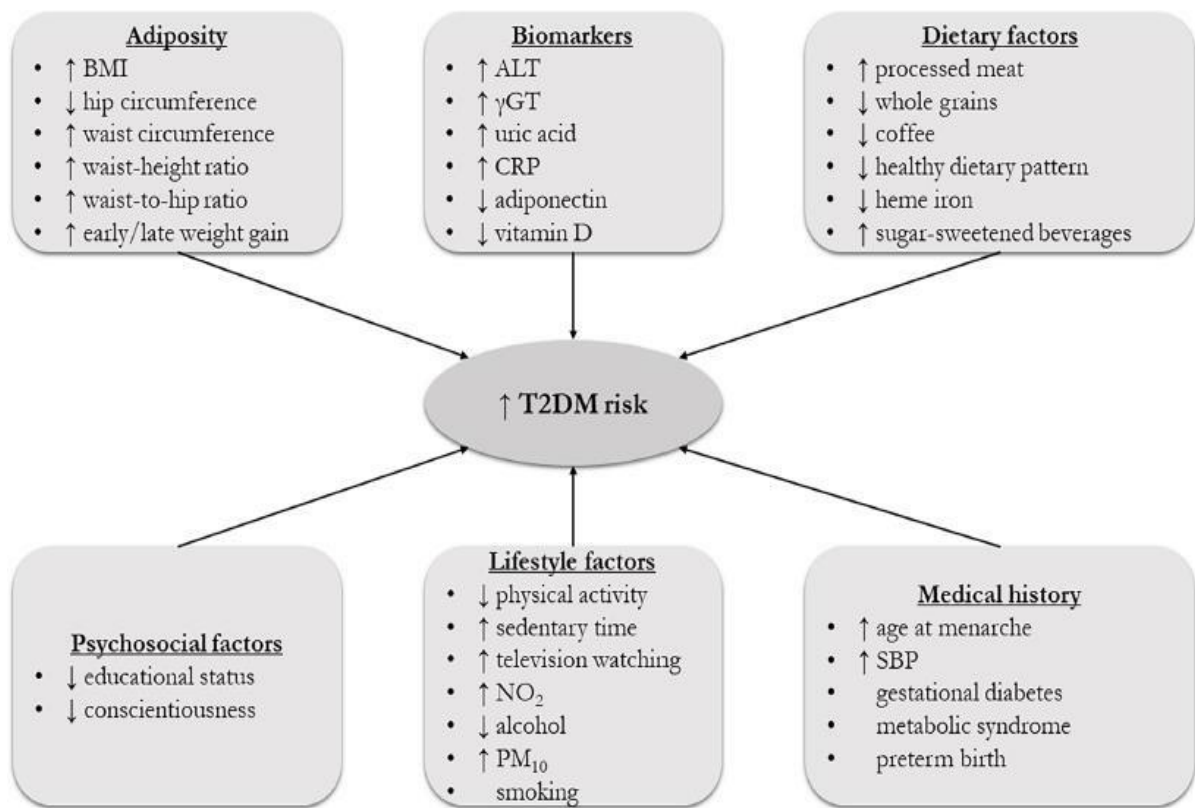 Adiposity
• ↑ BMI
• ↓ hip circumference
• ↑ waist circumference
• ↑ waist-height ratio
• ↑ waist-to-hip ratio
• ↑ early/late weight gain
Biomarkers
• ↑ ALT
• ↑ γGT
• ↑ uric acid
• ↑ CRP
• ↓ adiponectin
• ↓ vitamin D
Dietary factors
• ↑ processed meat
• ↓ whole grains
• ↓ coffee
• ↓ healthy dietary pattern
• ↓ heme iron
• ↑ sugar-sweetened beverages
↑ T2DM risk
Psychosocial factors
• ↓ educational status
• ↓ conscientiousness
Lifestyle factors
• ↓ physical activity
• ↑ sedentary time
• ↑ television watching
• ↑ NO₂
• ↓ alcohol
• ↑ PM₁₀
• smoking
Medical history
• ↑ age at menarche
• ↑ SBP
• gestational diabetes
• metabolic syndrome
• preterm birth